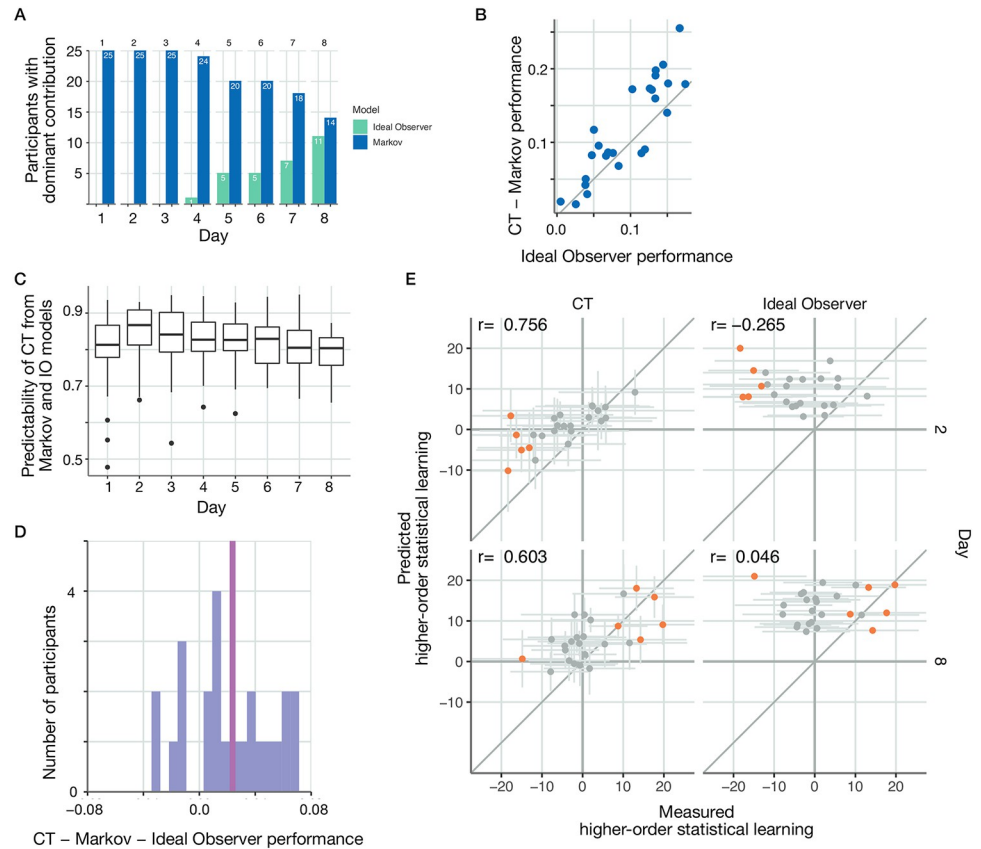 A
1 2 3 4 5 6 7 8
25
20
15
10
5
25 25 25 24 20 20 18 14
1 5 5 7 11
1 2 3 4 5 6 7 8
Day
Participants with
dominant contribution
Model
Ideal Observer
Markov
B
CT – Markov performance
0.2
0.1
0.0 0.1
Ideal Observer performance
C
Predictability of CT from
Markov and IO models
0.9
0.7
0.5
1 2 3 4 5 6 7 8
Day
D
Number of participants
4
0
−0.08 0.0 0.08
CT – Markov – Ideal Observer performance
E
CT Ideal Observer
r= 0.756 r= −0.265
20
10
0
−10
2
r= 0.603 r= 0.046
20
10
0
−10
8
Day
−20 −10 0 10 20 −20 −10 0 10 20
Predicted
higher-order statistical learning
Measured
higher-order statistical learning